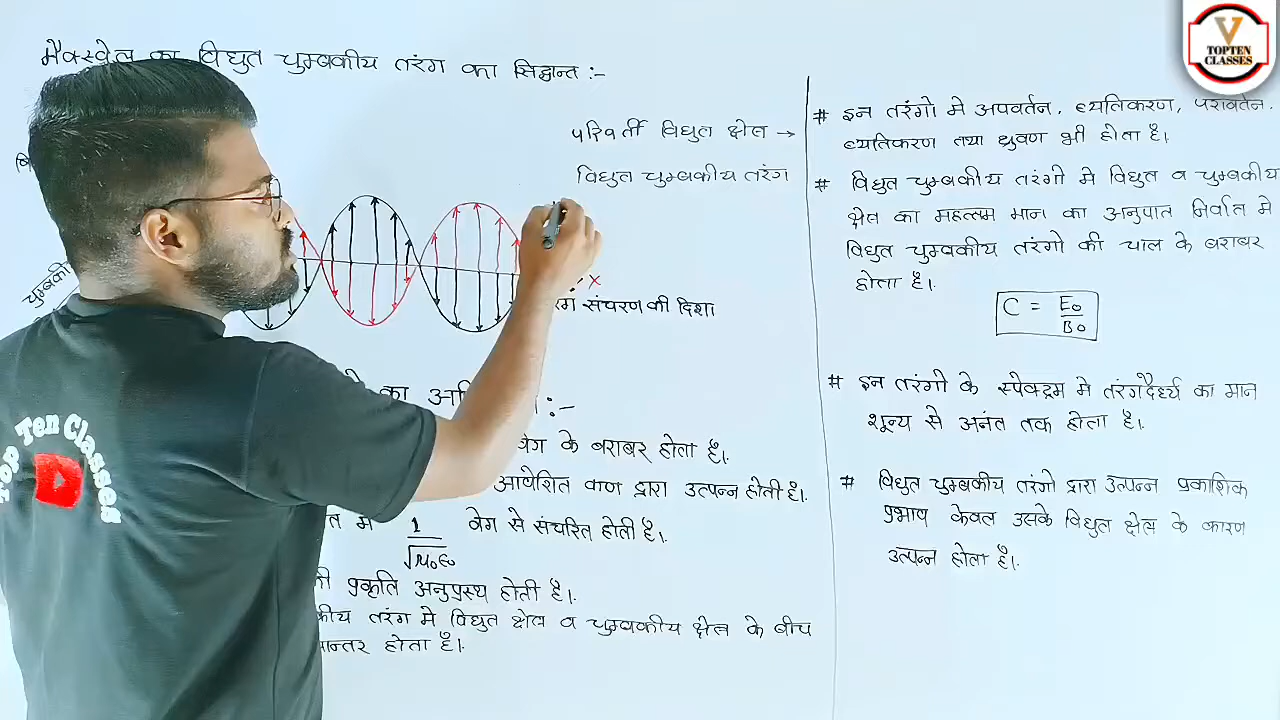 मैक्स्वेल का विद्युत चुम्बकीय तरंग का सिद्धान्त :-
परिवर्ती विद्युत क्षेत्र →
विद्युत चुम्बकीय तरंग
चुम्बकी
x
संचरण की दिशा
का
:-
वेग के बराबर होता है।
आवेशित कण द्वारा उत्पन्न होती है।
में 1/√μ₀ε₀ वेग से संचरित होती है।
की प्रकृति अनुप्रस्थ होती है।
कीय तरंग मे विद्युत क्षेत्र व चुम्बकीय क्षेत्र के बीच
ान्तर होता है।
# इन तरंगो मे अपवर्तन, व्यतिकरण, परावर्तन,
व्यतिकरण तथा ध्रुवण भी होता है।
# विद्युत चुम्बकीय तरंगो मे विद्युत व चुम्बकीय
क्षेत्र का महत्तम मान का अनुपात निर्वात मे
विद्युत चुम्बकीय तरंगो की चाल के बराबर
होता है।
C = E₀/B₀
# इन तरंगो के स्पेक्ट्रम मे तरंगदैर्ध्य का मान
शून्य से अनंत तक होता है।
# विद्युत चुम्बकीय तरंगो द्वारा उत्पन्न प्रकाशिक
प्रभाव केवल उसके विद्युत क्षेत्र के कारण
उत्पन्न होता है।
Top Ten Classes
V
TOPTEN
CLASSES